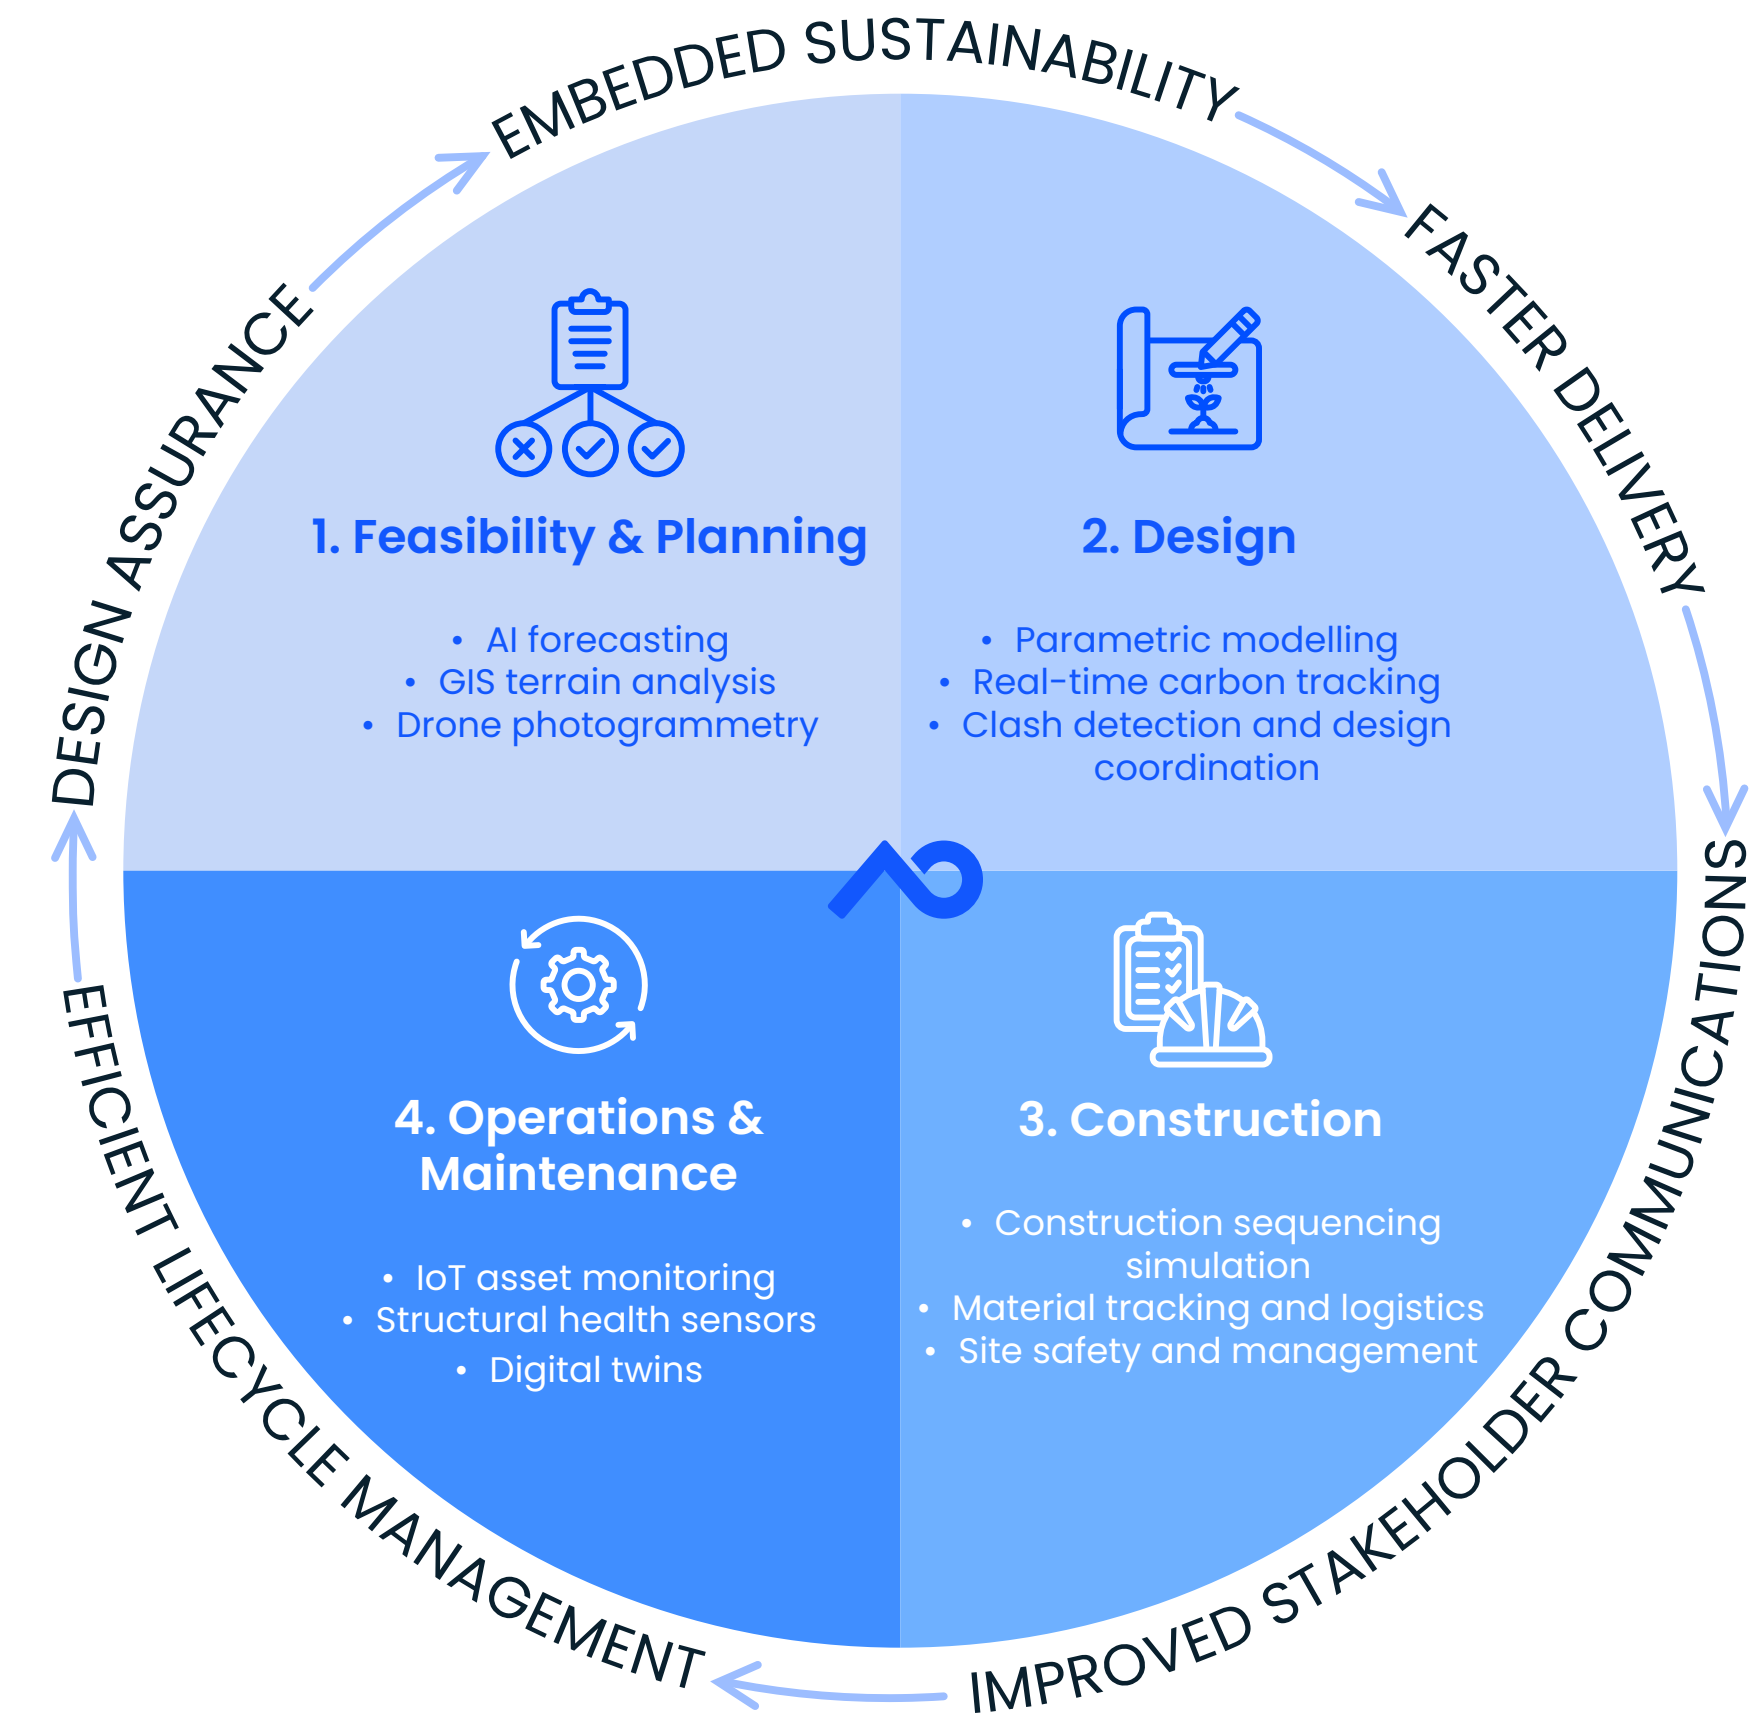 EMBEDDED SUSTAINABILITY
FASTER DELIVERY
IMPROVED STAKEHOLDER COMMUNICATIONS
EFFICIENT LIFECYCLE MANAGEMENT
DESIGN ASSURANCE
1. Feasibility & Planning
• AI forecasting
• GIS terrain analysis
• Drone photogrammetry
2. Design
• Parametric modelling
• Real-time carbon tracking
• Clash detection and design
coordination
3. Construction
• Construction sequencing
simulation
• Material tracking and logistics
• Site safety and management
4. Operations &
Maintenance
• IoT asset monitoring
• Structural health sensors
• Digital twins